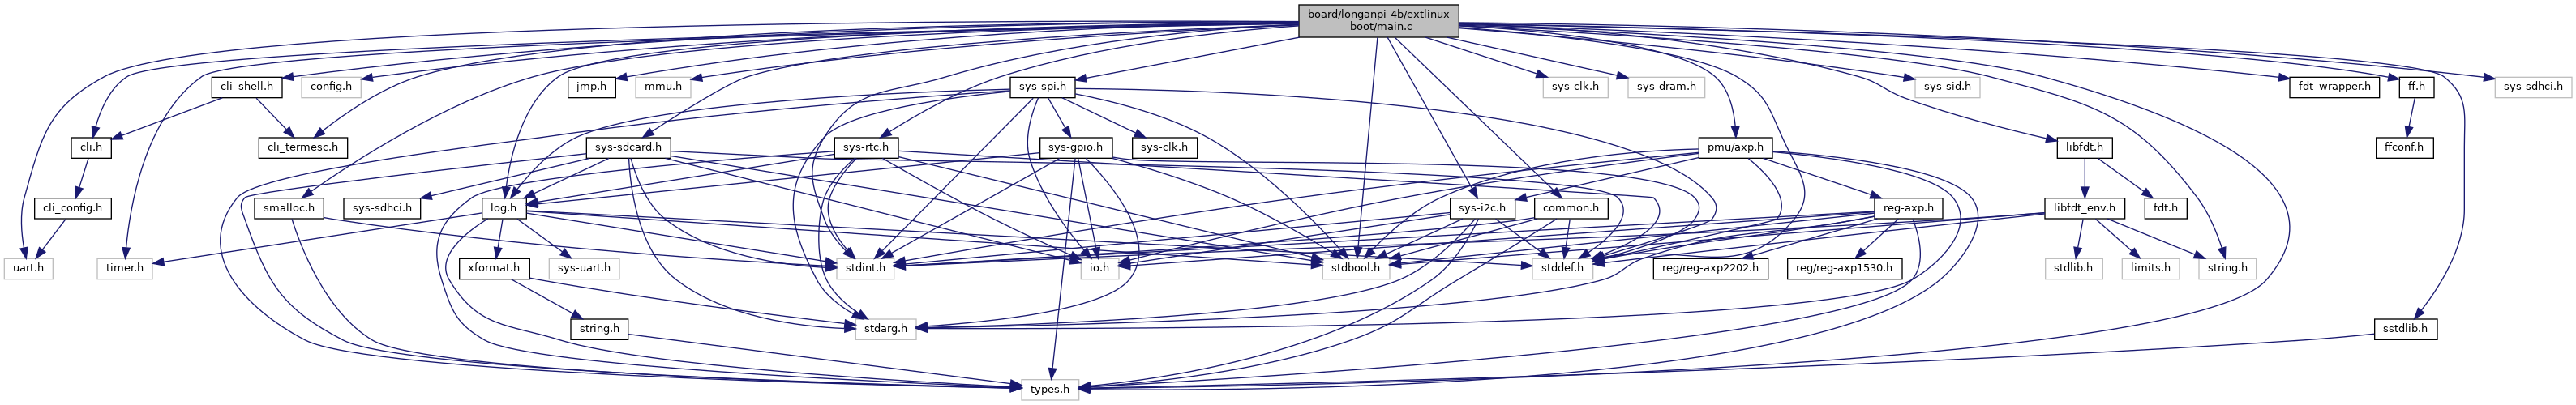 board/longanpi-4b/extlinux
_boot/main.c
cli_shell.h
config.h
jmp.h
mmu.h
sys-spi.h
sys-clk.h
sys-dram.h
sys-sid.h
fdt_wrapper.h
ff.h
sys-sdhci.h
cli.h
cli_termesc.h
sys-sdcard.h
sys-rtc.h
sys-gpio.h
sys-clk.h
pmu/axp.h
libfdt.h
ffconf.h
cli_config.h
smalloc.h
sys-sdhci.h
log.h
sys-i2c.h
common.h
reg-axp.h
libfdt_env.h
fdt.h
uart.h
timer.h
xformat.h
sys-uart.h
stdint.h
io.h
stdbool.h
stddef.h
reg/reg-axp2202.h
reg/reg-axp1530.h
stdlib.h
limits.h
string.h
string.h
stdarg.h
sstdlib.h
types.h